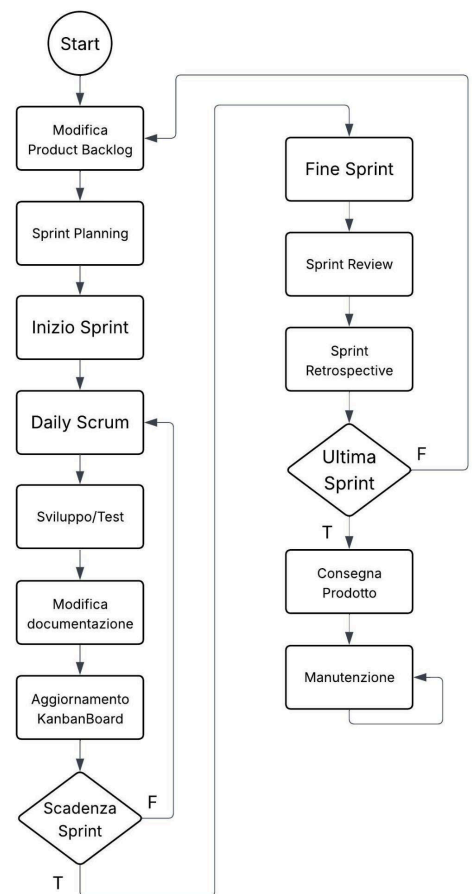 Start
Modifica
Product Backlog
Sprint Planning
Inizio Sprint
Daily Scrum
Sviluppo/Test
Modifica
documentazione
Aggiornamento
KanbanBoard
Scadenza
Sprint
F
T
Fine Sprint
Sprint Review
Sprint
Retrospective
Ultima
Sprint
F
T
Consegna
Prodotto
Manutenzione